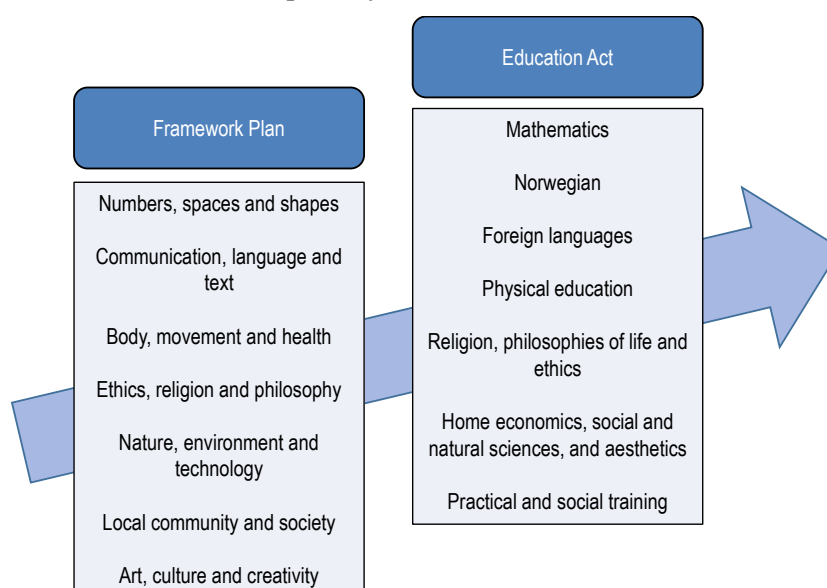 Education Act
Mathematics
Norwegian
Foreign languages
Physical education
Religion, philosophies of life and
ethics
Home economics, social and
natural sciences, and aesthetics
Practical and social training
Framework Plan
Numbers, spaces and shapes
Communication, language and
text
Body, movement and health
Ethics, religion and philosophy
Nature, environment and
technology
Local community and society
Art, culture and creativity